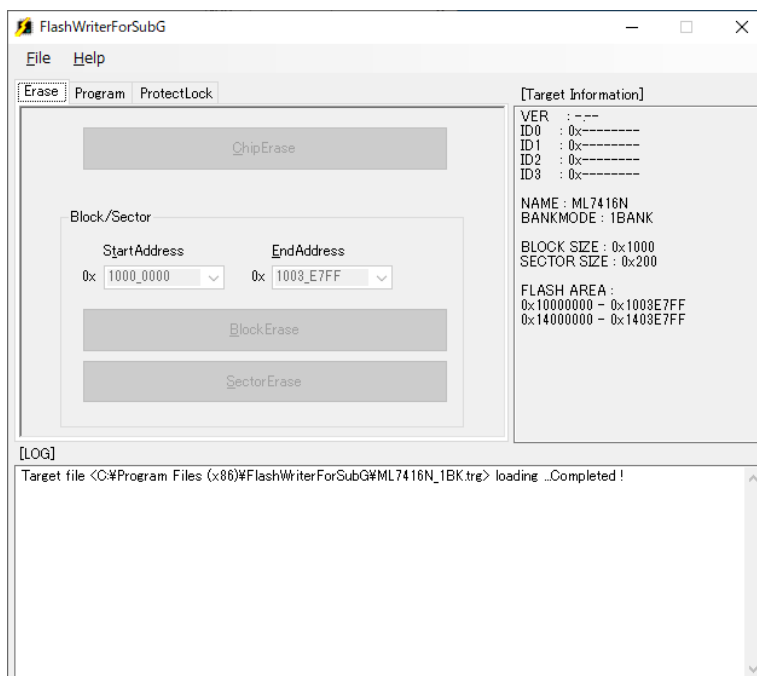 FlashWriterForSubG
File Help
Erase Program ProtectLock
ChipErase
Block/Sector
StartAddress EndAddress
0x 1000_0000 0x 1003_E7FF
BlockErase
SectorErase
[Target Information]
VER : -.--
ID0 : 0x--------
ID1 : 0x--------
ID2 : 0x--------
ID3 : 0x--------
NAME : ML7416N
BANKMODE : 1BANK
BLOCK SIZE : 0x1000
SECTOR SIZE : 0x200
FLASH AREA :
0x10000000 - 0x1003E7FF
0x14000000 - 0x1403E7FF
[LOG]
Target file <C:¥Program Files (x86)¥FlashWriterForSubG¥ML7416N_1BK.trg> loading ...Completed !